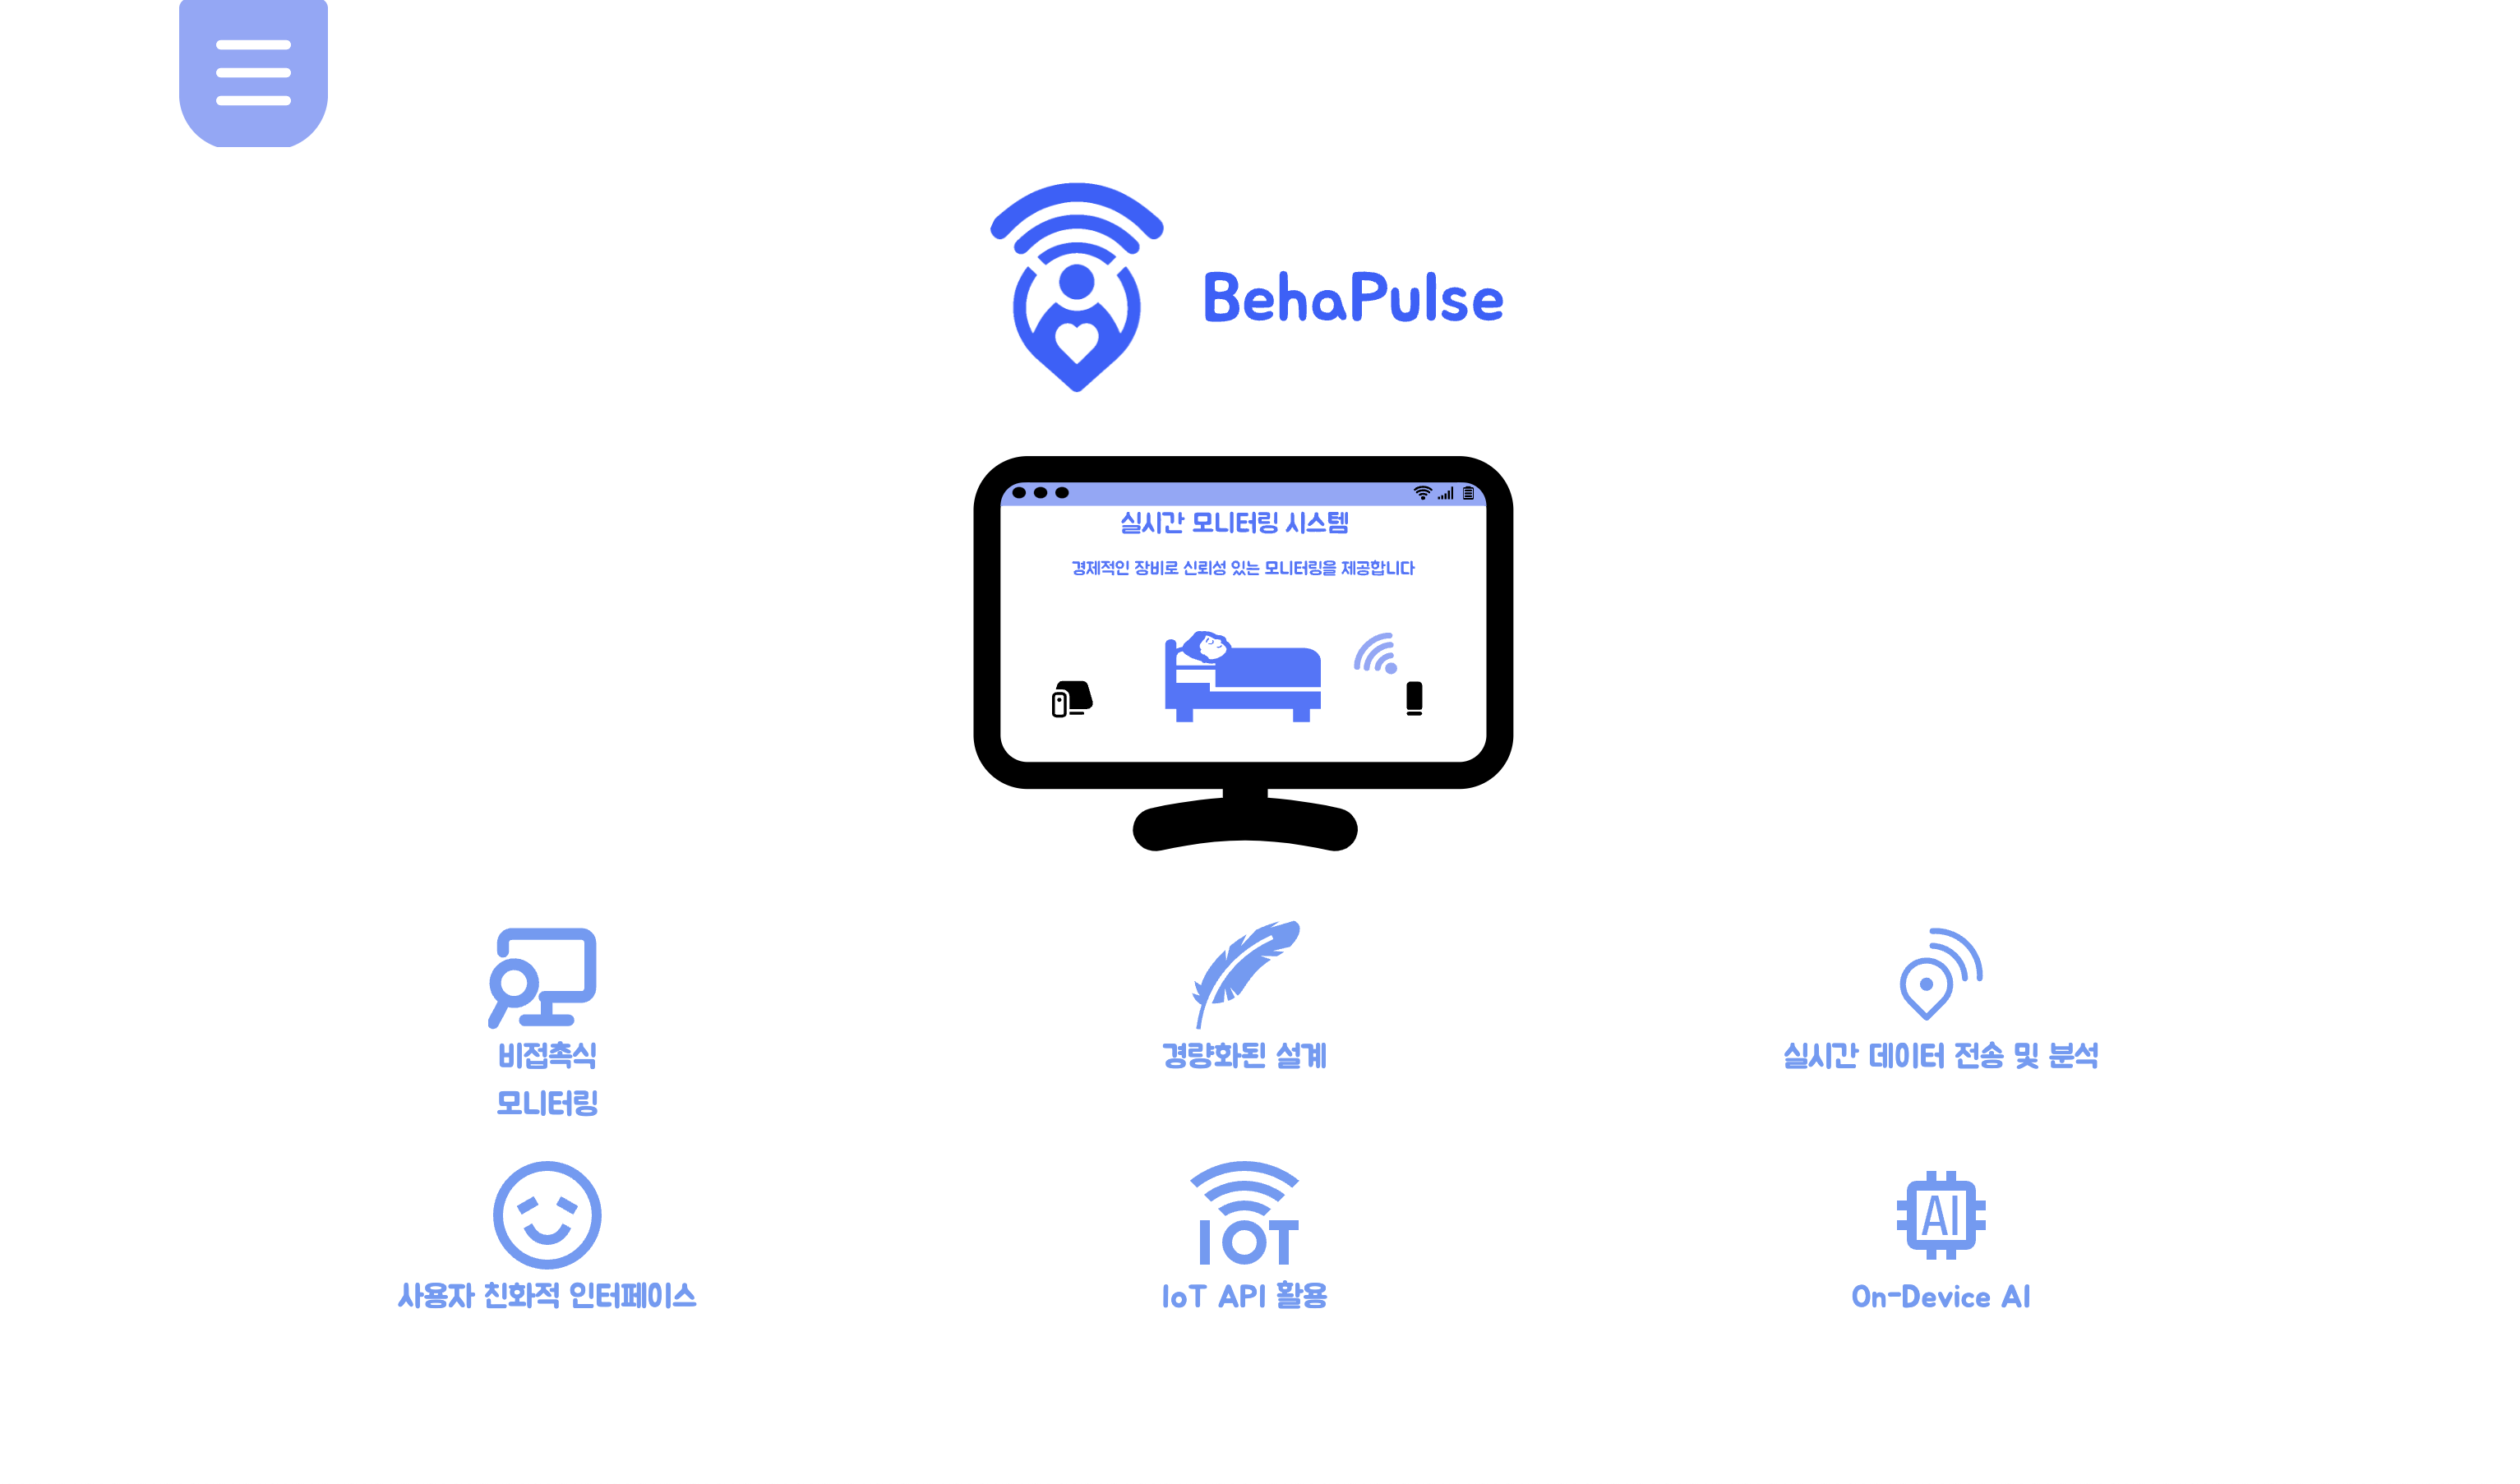 BehaPulse
실시간 모니터링 시스템
경제적인 장비로 신뢰성 있는 모니터링을 제공합니다
비접촉식
모니터링
경량화된 설계
실시간 데이터 전송 및 분석
사용자 친화적 인터페이스
IOT
IoT API 활용
AI
On-Device AI